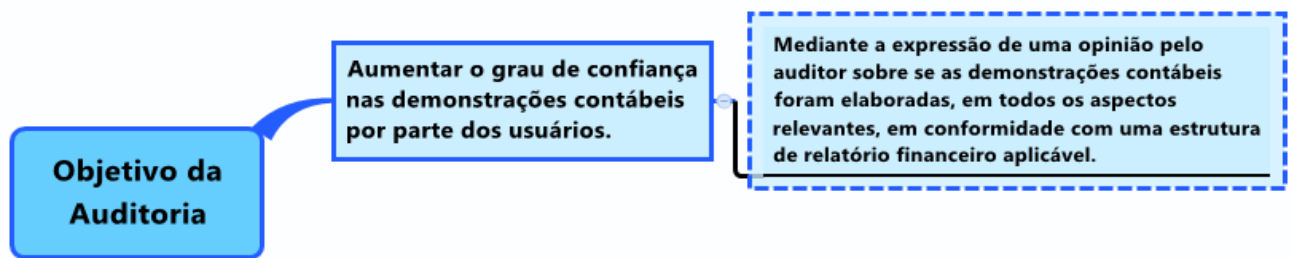 Objetivo da
Auditoria
Aumentar o grau de confiança
nas demonstrações contábeis
por parte dos usuários.
Mediante a expressão de uma opinião pelo
auditor sobre se as demonstrações contábeis
foram elaboradas, em todos os aspectos
relevantes, em conformidade com uma estrutura
de relatório financeiro aplicável.